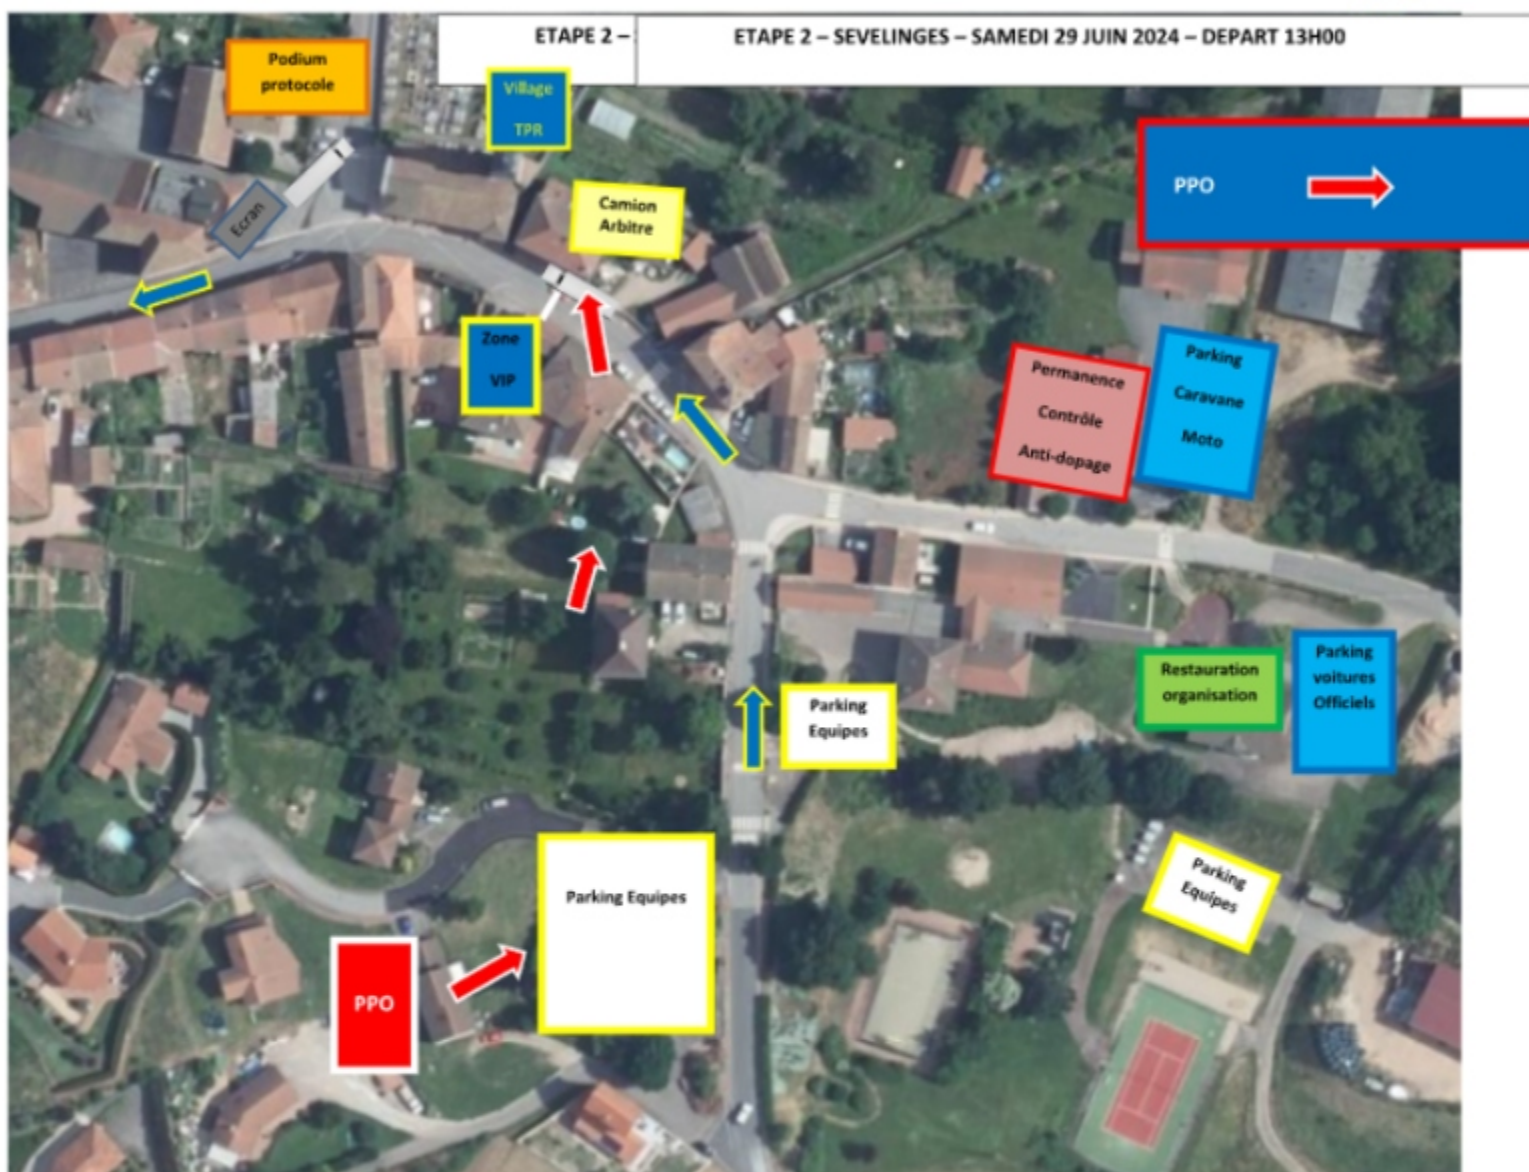 ETAPE 2 –
ETAPE 2 – SEVELINGES – SAMEDI 29 JUIN 2024 – DEPART 13H00
Podium
protocole
Village
TPR
PPO
Camion
Arbitre
Ecran
Zone
VIP
Permanence
Contrôle
Anti-dopage
Parking
Caravane
Moto
Restauration
organisation
Parking
voitures
Officiels
Parking
Equipes
Parking Equipes
Parking
Equipes
PPO